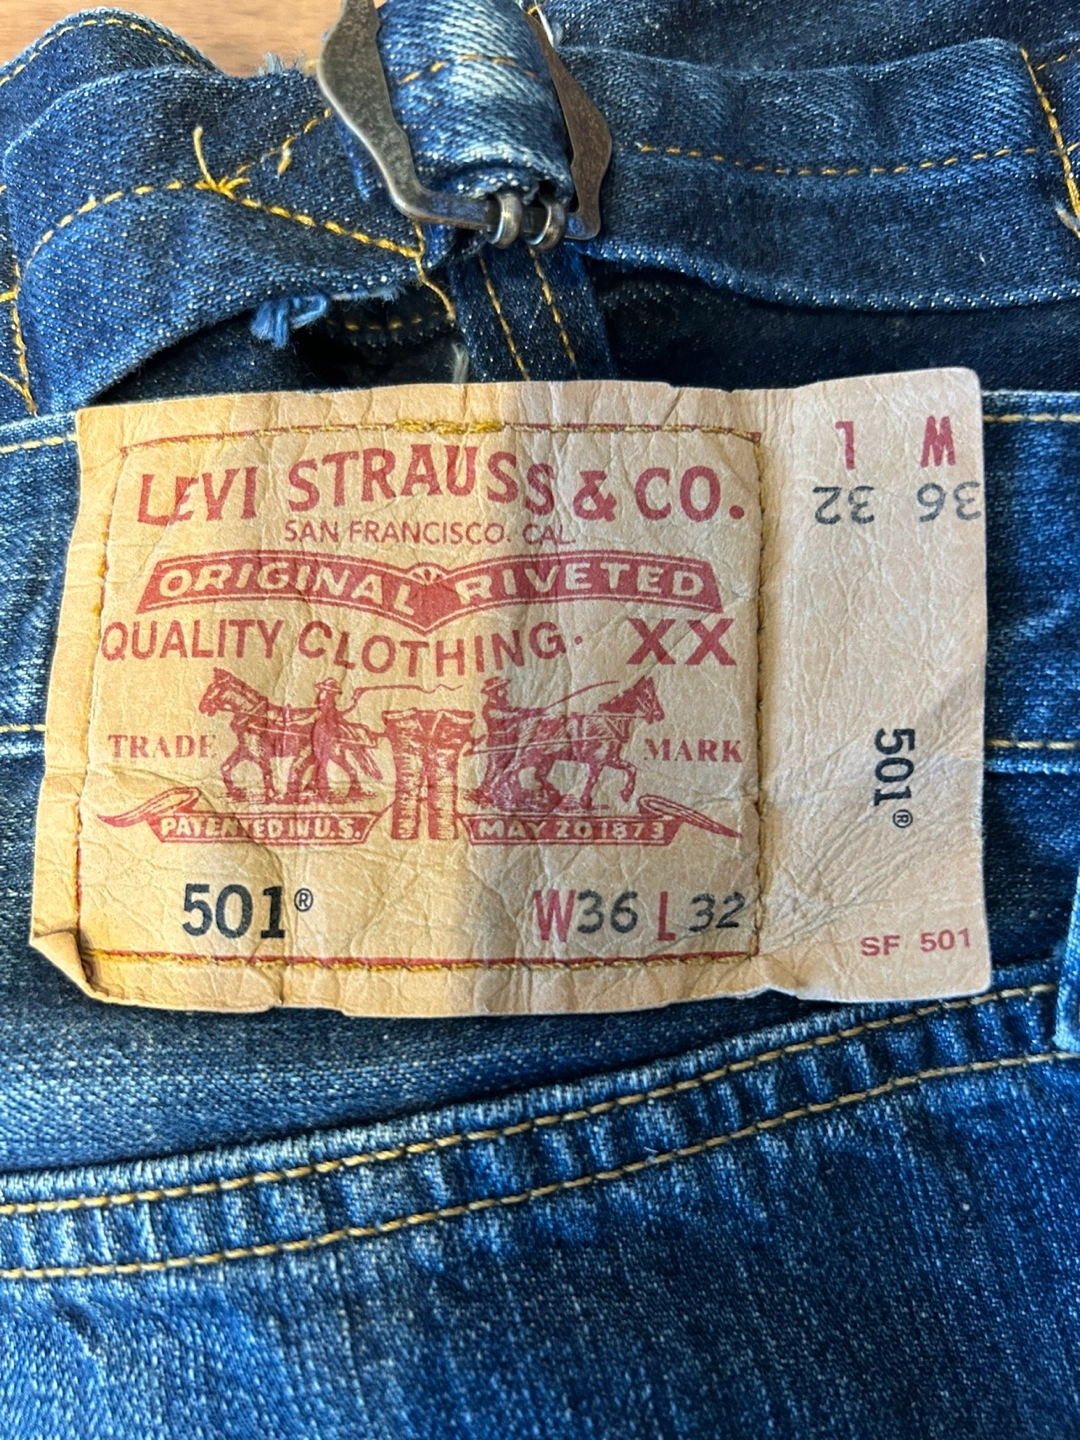 LEVI STRAUSS & CO.
SAN FRANCISCO. CAL.
ORIGINAL RIVETED
QUALITY CLOTHING. XX
TRADE MARK
PATENTED IN U.S. MAY 20 1873
501® W36 L32
L W
32 36
501®
SF 501